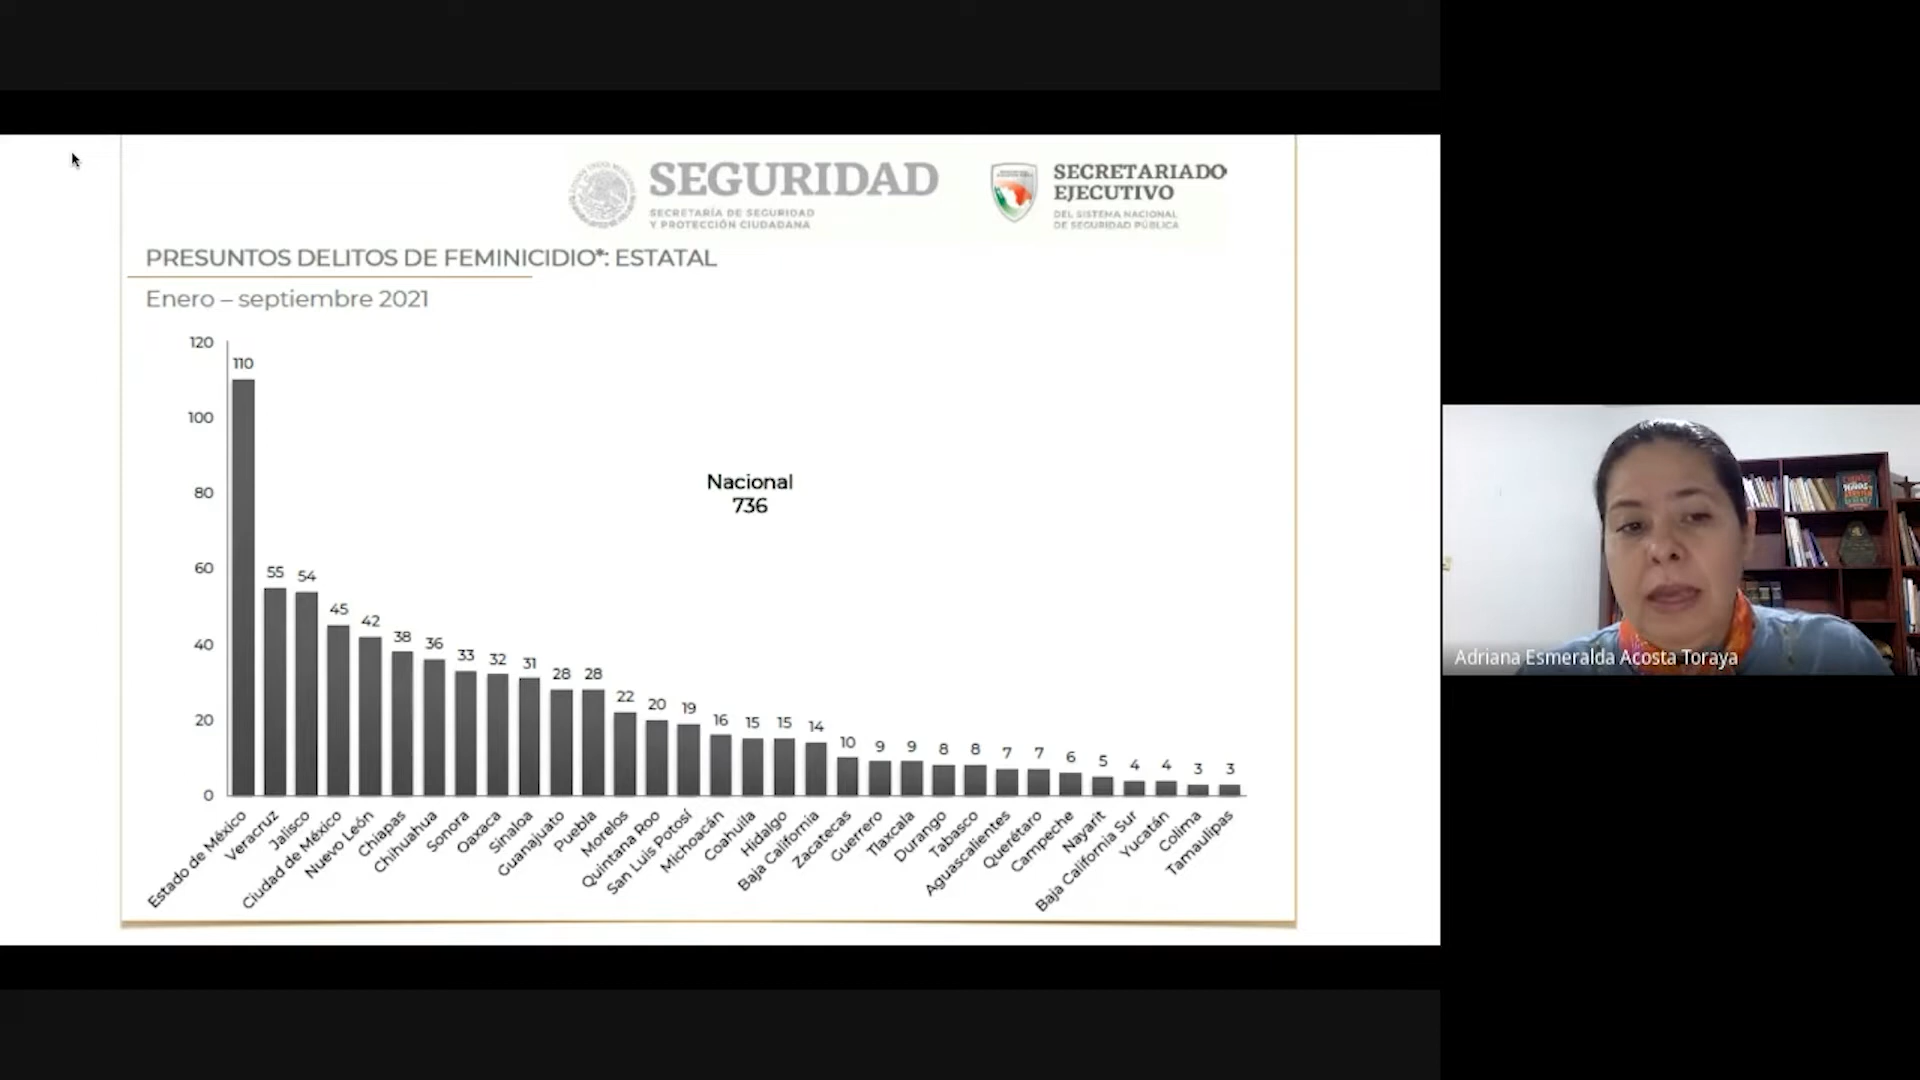 SEGURIDAD
SECRETARÍA DE SEGURIDAD
Y PROTECCIÓN CIUDADANA
SECRETARIADO
EJECUTIVO
DEL SISTEMA NACIONAL
DE SEGURIDAD PÚBLICA
PRESUNTOS DELITOS DE FEMINICIDIO*: ESTATAL
Enero – septiembre 2021
Nacional
736
120
100
80
60
40
20
0
110
55
54
45
42
38
36
33
32
31
28
28
22
20
19
16
15
15
14
10
9
9
8
8
7
7
6
5
4
4
3
3
Estado de México
Veracruz
Jalisco
Ciudad de México
Nuevo León
Chiapas
Chihuahua
Sonora
Oaxaca
Sinaloa
Guanajuato
Puebla
Morelos
Quintana Roo
San Luis Potosí
Michoacán
Coahuila
Hidalgo
Baja California
Zacatecas
Guerrero
Tlaxcala
Durango
Tabasco
Aguascalientes
Querétaro
Campeche
Nayarit
Baja California Sur
Yucatán
Colima
Tamaulipas
Adriana Esmeralda Acosta Toraya